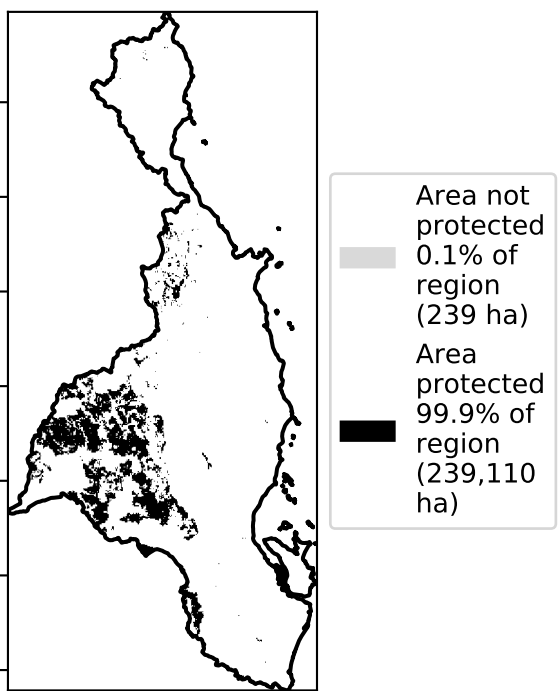 Area not
protected
0.1% of
region
(239 ha)
Area
protected
99.9% of
region
(239,110
ha)